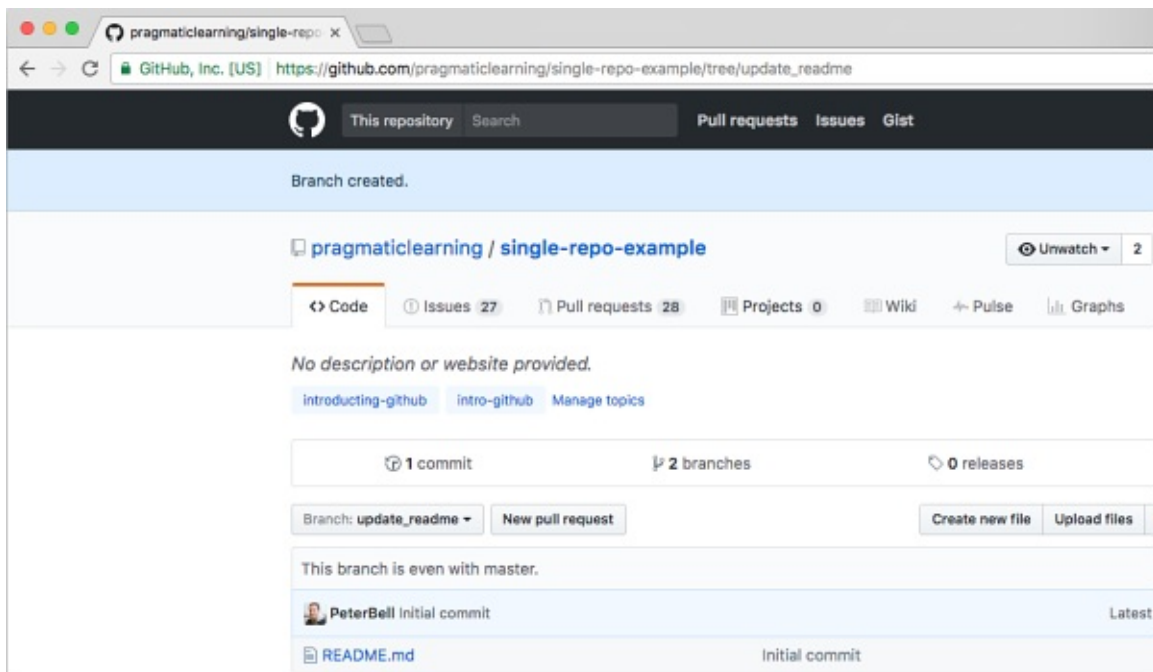 pragmaticlearning/single-repo
GitHub, Inc. [US] https://github.com/pragmaticlearning/single-repo-example/tree/update_readme
This repository Search Pull requests Issues Gist
Branch created.
pragmaticlearning / single-repo-example Unwatch 2
Code Issues 27 Pull requests 28 Projects 0 Wiki Pulse Graphs
No description or website provided.
introducting-github intro-github Manage topics
1 commit 2 branches 0 releases
Branch: update_readme New pull request Create new file Upload files
This branch is even with master.
PeterBell Initial commit Latest
README.md Initial commit